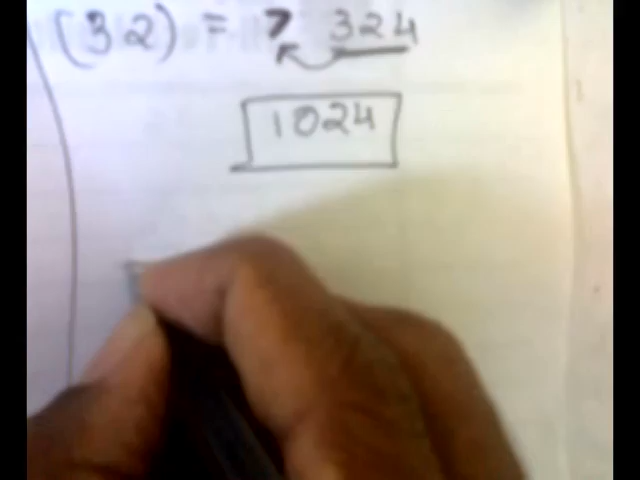 (32) = 7 324
1024